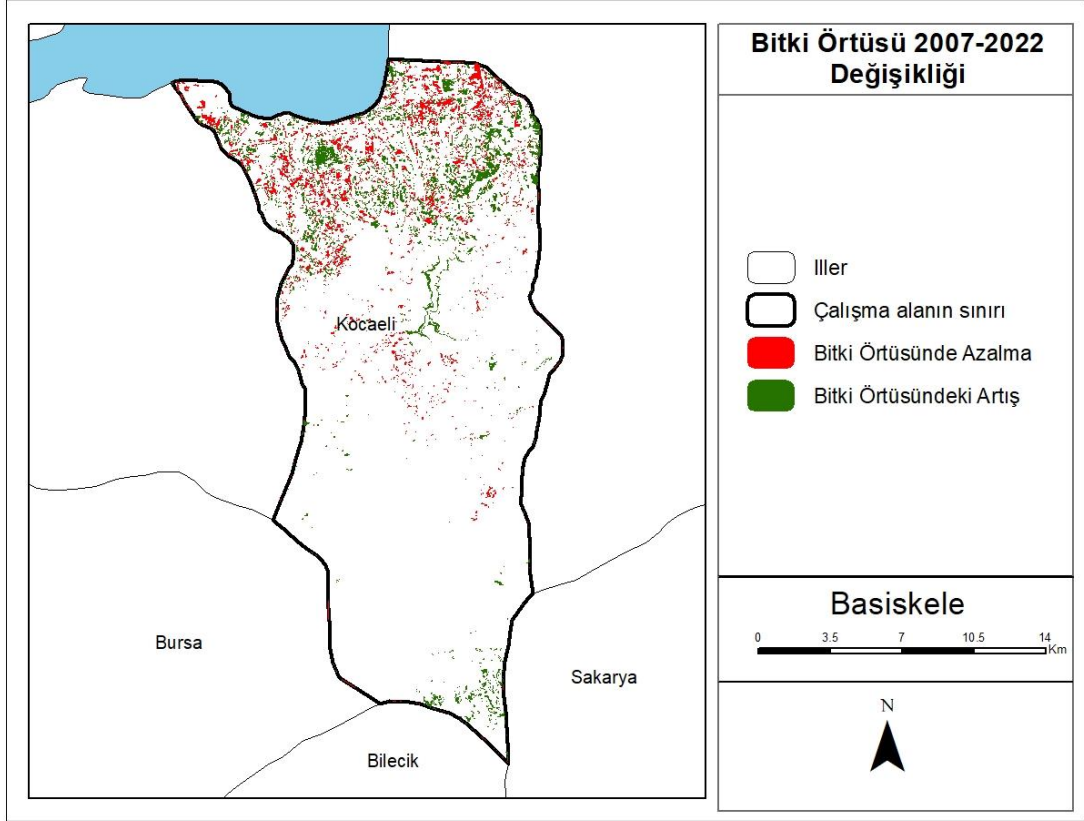 Bitki Örtüsü 2007-2022
Değişikliği
Iller
Çalışma alanın sınırı
Bitki Örtüsünde Azalma
Bitki Örtüsündeki Artış
Kocaeli
Bursa
Sakarya
Bilecik
Basiskele
0 3.5 7 10.5 14
Km
N